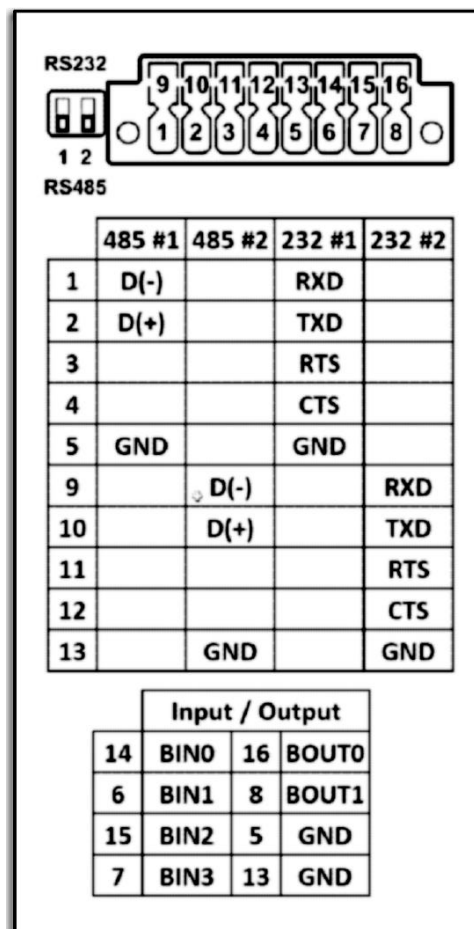 RS232
9 10 11 12 13 14 15 16
1 2 3 4 5 6 7 8
1 2
RS485
485 #1 485 #2 232 #1 232 #2
1 D(-) RXD
2 D(+) TXD
3 RTS
4 CTS
5 GND GND
9 D(-) RXD
10 D(+) TXD
11 RTS
12 CTS
13 GND GND
Input / Output
14 BIN0 16 BOUT0
6 BIN1 8 BOUT1
15 BIN2 5 GND
7 BIN3 13 GND